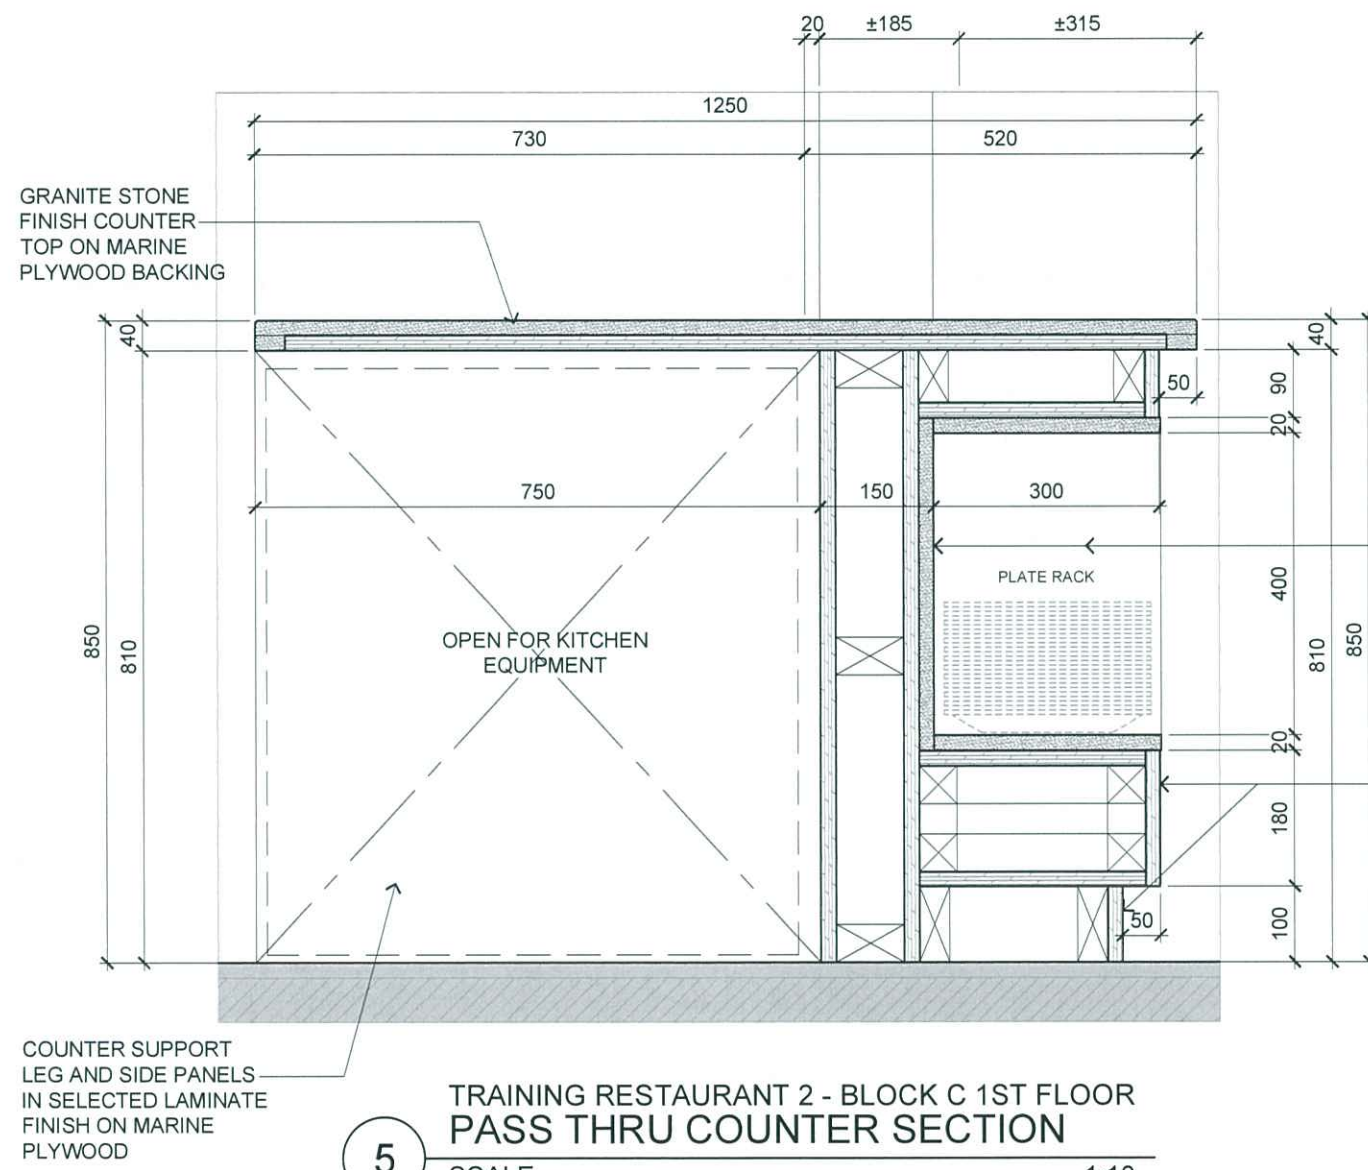 20 ±185 ±315
1250
730 520
GRANITE STONE
FINISH COUNTER
TOP ON MARINE
PLYWOOD BACKING
40
850
810
40
50
90
20
750 150 300
PLATE RACK
400
810
850
OPEN FOR KITCHEN
EQUIPMENT
20
180
50
100
COUNTER SUPPORT
LEG AND SIDE PANELS
IN SELECTED LAMINATE
FINISH ON MARINE
PLYWOOD
5
TRAINING RESTAURANT 2 - BLOCK C 1ST FLOOR
PASS THRU COUNTER SECTION
SCALE 1:10